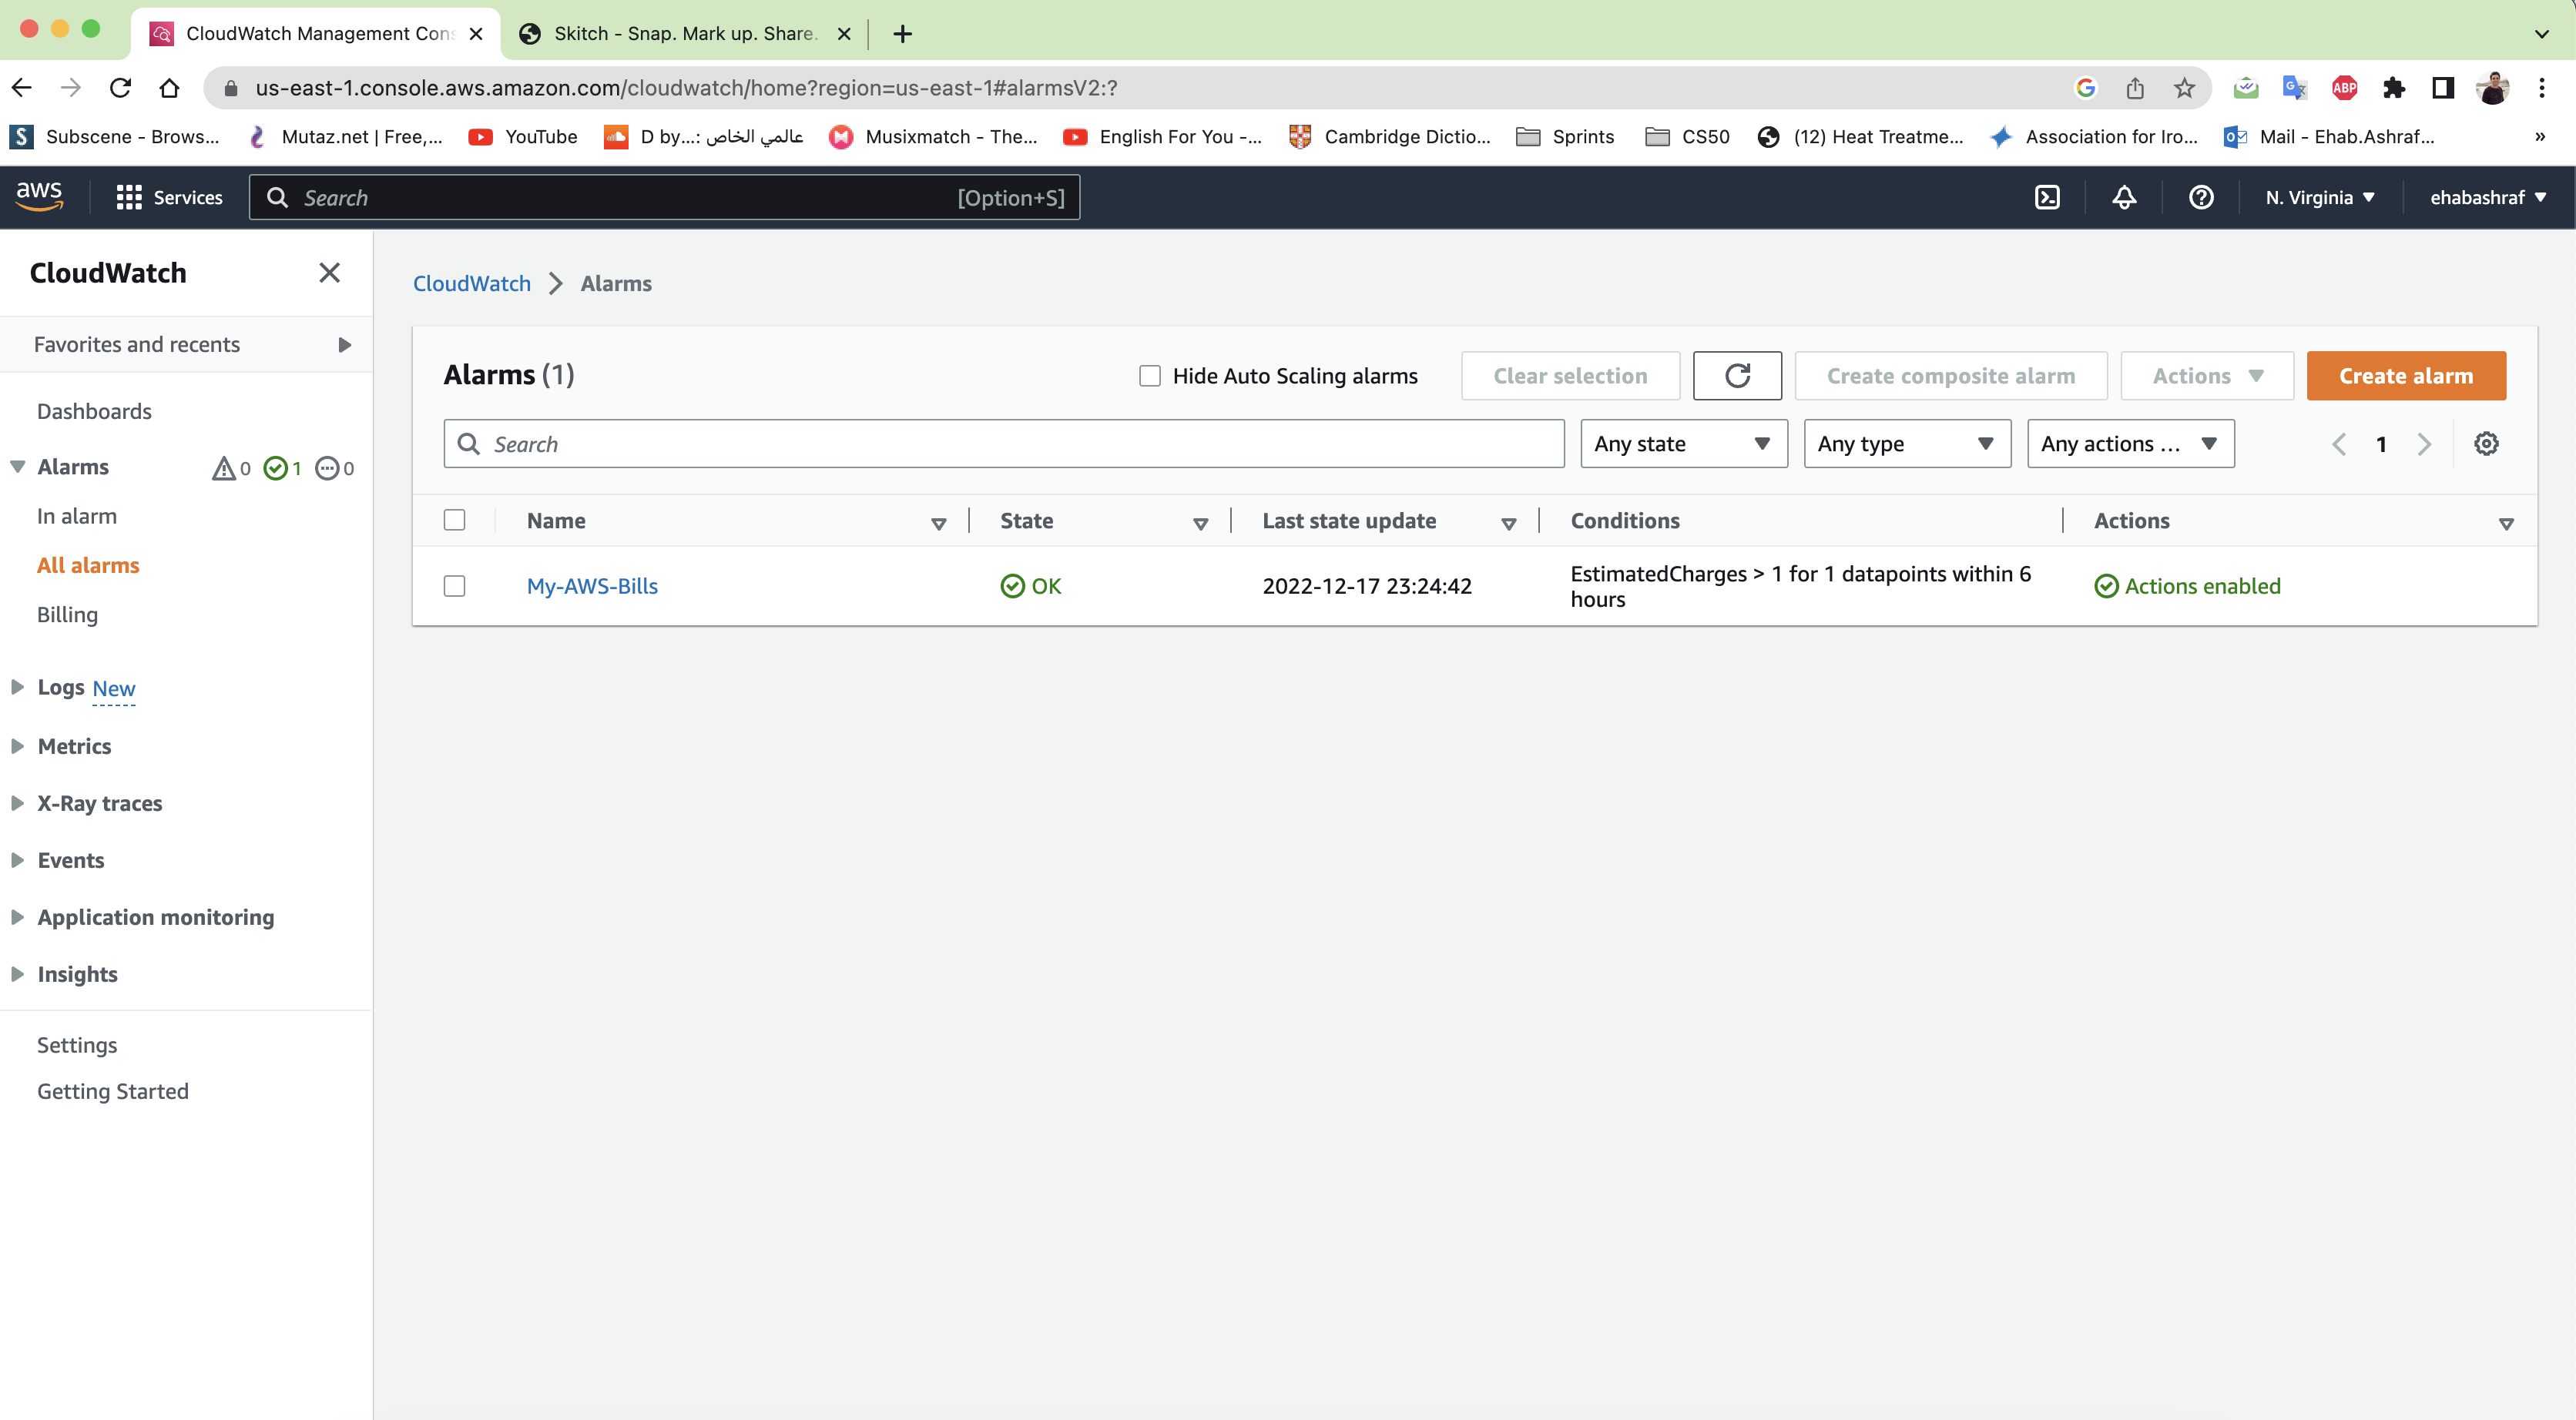 CloudWatch Management Cons
Skitch - Snap. Mark up. Share.
us-east-1.console.aws.amazon.com/cloudwatch/home?region=us-east-1#alarmsV2:?
ABP
Subscene - Brows...
Mutaz.net | Free,...
YouTube
D by...: عالمي الخاص
Musixmatch - The...
English For You -...
Cambridge Dictio...
Sprints
CS50
(12) Heat Treatme...
Association for Iro...
Mail - Ehab.Ashraf...
»
aws
Services
Search
[Option+S]
N. Virginia
ehabashraf
CloudWatch
Favorites and recents
Dashboards
Alarms 0 1 0
In alarm
All alarms
Billing
Logs New
Metrics
X-Ray traces
Events
Application monitoring
Insights
Settings
Getting Started
CloudWatch > Alarms
Alarms (1)
Hide Auto Scaling alarms
Clear selection
Create composite alarm
Actions
Create alarm
Search
Any state
Any type
Any actions ...
1
Name State Last state update Conditions Actions
My-AWS-Bills OK 2022-12-17 23:24:42 EstimatedCharges > 1 for 1 datapoints within 6
hours
Actions enabled